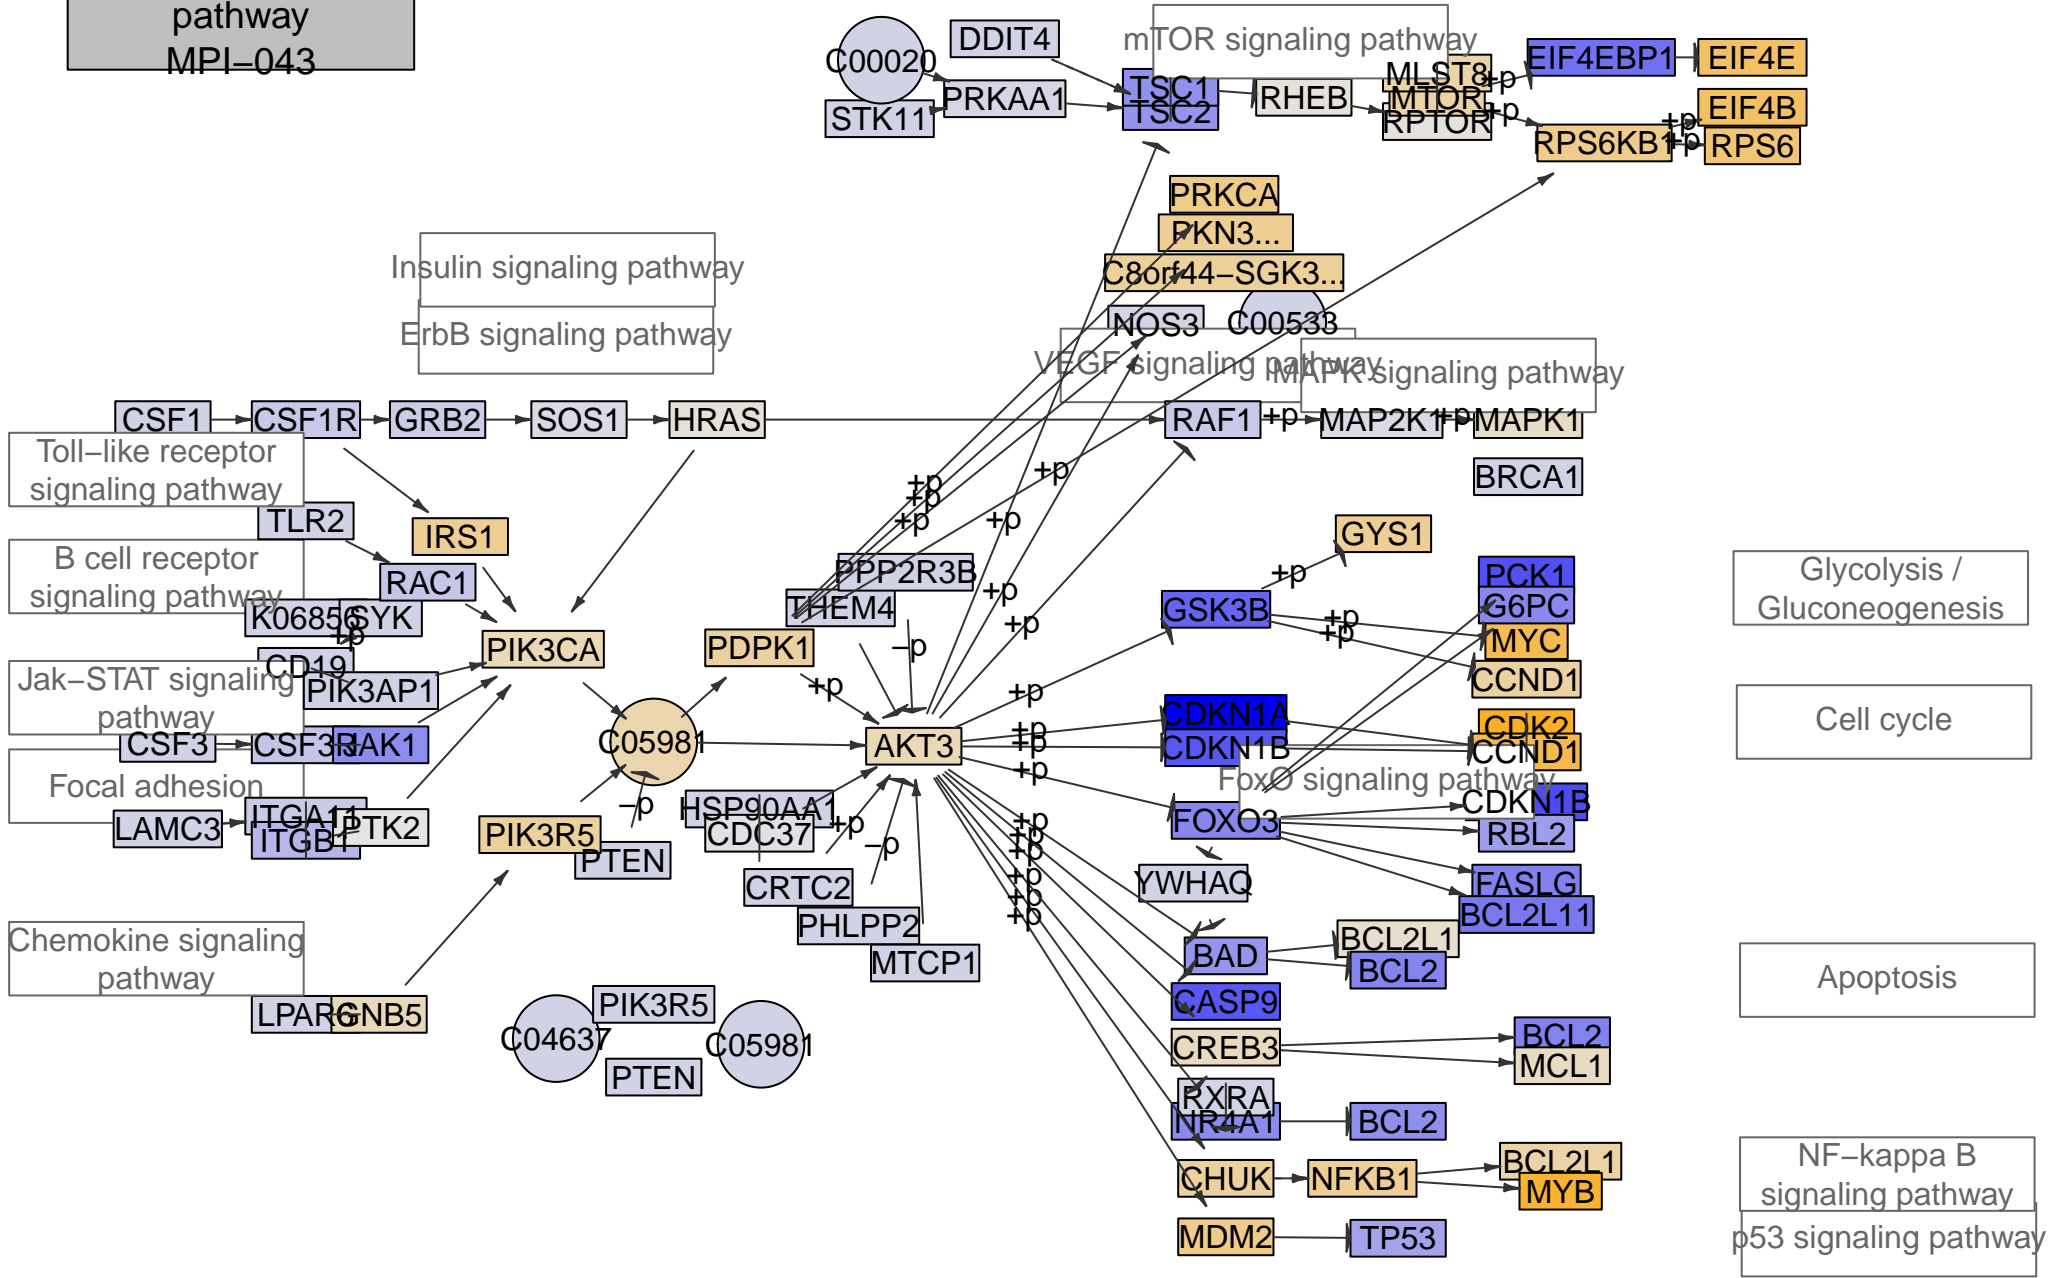 pathway
MPI−043
mTOR signaling pathway
DDIT4
C00020
EIF4EBP1
EIF4E
MLST8
+p
TSC1
PRKAA1
RHEB
MTOR
EIF4B
+p
TSC2
STK11
RPTOR
+p
RPS6KB1
+p
RPS6
PRKCA
PKN3...
Insulin signaling pathway
C8orf44−SGK3...
ErbB signaling pathway
NOS3
C00533
VEGF signaling pathway
MAPK signaling pathway
CSF1
CSF1R
GRB2
SOS1
HRAS
RAF1
+p
MAP2K1
+p
MAPK1
Toll−like receptor
signaling pathway
+p
+p
+p
+p
+p
BRCA1
TLR2
IRS1
GYS1
B cell receptor
signaling pathway
RAC1
PPP2R3B
THEM4
+p
+p
+p
PCK1
G6PC
Glycolysis /
Gluconeogenesis
K06856
SYK
+p
GSK3B
+p
+p
MYC
CD19
PIK3CA
PDPK1
−p
CCND1
Jak−STAT signaling
pathway
PIK3AP1
+p
+p
CDKN1A
CDK2
Cell cycle
CSF3
CSF3R
JAK1
C05981
AKT3
+p
+p
CDKN1B
CCND1
Focal adhesion
+p
FoxO signaling pathway
LAMC3
ITGA11
ITGB1
PTK2
PIK3R5
−p
PTEN
HSP90AA1
CDC37
+p
−p
+p
+p
+p
FOXO3
CDKN1B
RBL2
CRTC2
+p
+p
+p
YWHAQ
FASLG
BCL2L11
Chemokine signaling
pathway
PHLPP2
MTCP1
BAD
BCL2L1
BCL2
Apoptosis
LPAR6
GNB5
PIK3R5
CASP9
C04637
C05981
CREB3
BCL2
MCL1
PTEN
RXRA
NR4A1
BCL2
CHUK
NFKB1
BCL2L1
MYB
NF−kappa B
signaling pathway
MDM2
TP53
p53 signaling pathway